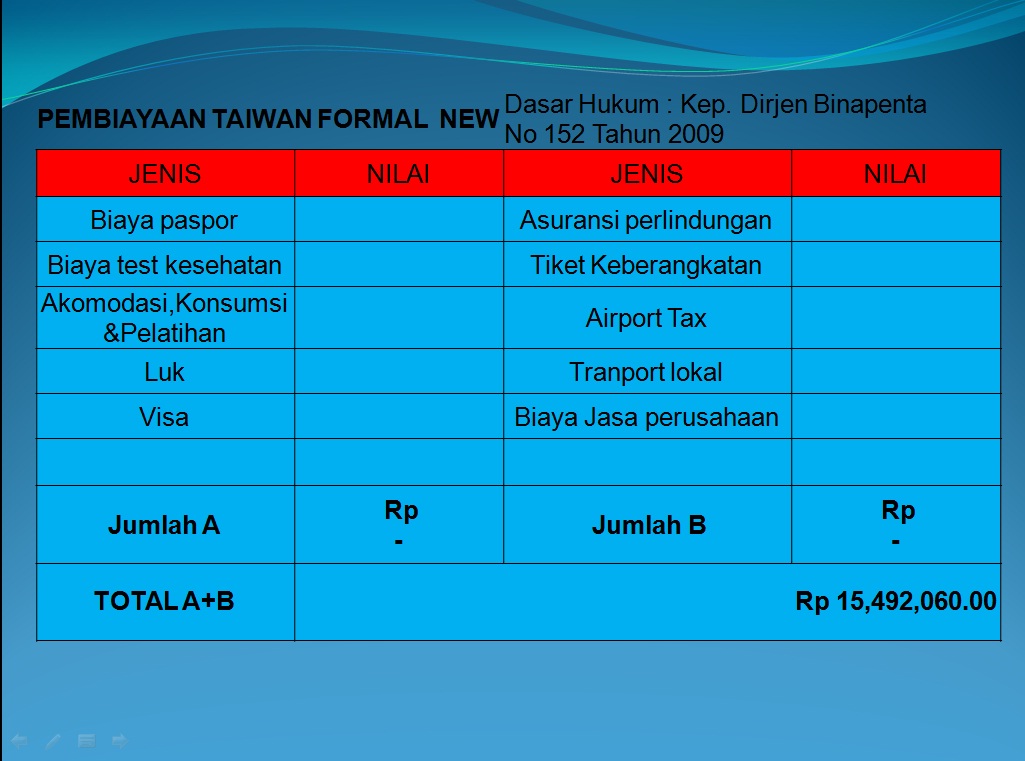 PEMBIAYAAN TAIWAN FORMAL NEW
Dasar Hukum : Kep. Dirjen Binapenta
No 152 Tahun 2009
JENIS NILAI JENIS NILAI
Biaya paspor Asuransi perlindungan
Biaya test kesehatan Tiket Keberangkatan
Akomodasi,Konsumsi
&Pelatihan
Airport Tax
Luk Tranport lokal
Visa Biaya Jasa perusahaan
Jumlah A Rp
-
Jumlah B Rp
-
TOTAL A+B Rp 15,492,060.00